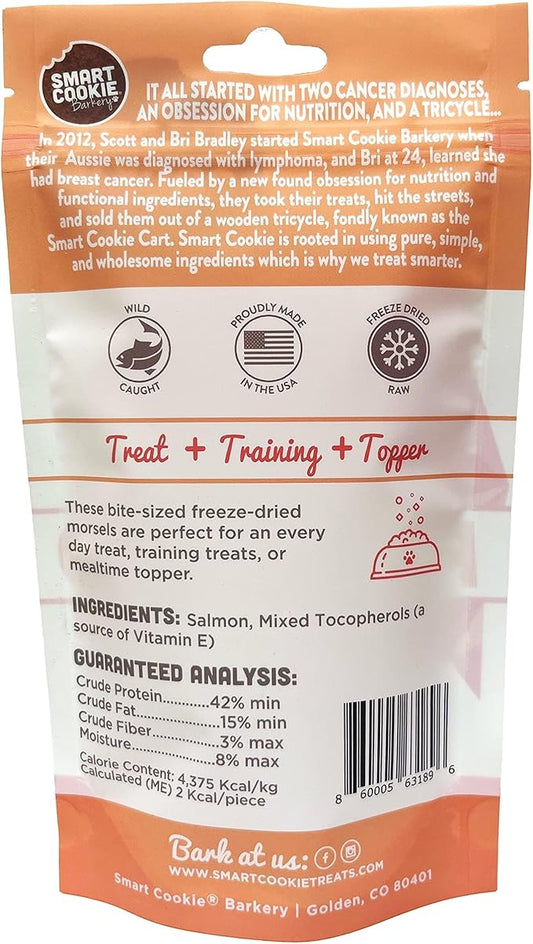 SMART
COOKIE
Barkery
IT ALL STARTED WITH TWO CANCER DIAGNOSES,
AN OBSESSION FOR NUTRITION, AND A TRICYCLE...
In 2012, Scott and Bri Bradley started Smart Cookie Barkery when
their Aussie was diagnosed with lymphoma, and Bri at 24, learned she
had breast cancer. Fueled by a new found obsession for nutrition and
functional ingredients, they took their treats, hit the streets,
and sold them out of a wooden tricycle, fondly known as the
Smart Cookie Cart. Smart Cookie is rooted in using pure, simple,
and wholesome ingredients which is why we treat smarter.
WILD
CAUGHT
PROUDLY MADE
IN THE USA
FREEZE DRIED
RAW
Treat + Training + Topper
These bite-sized freeze-dried
morsels are perfect for an every
day treat, training treats, or
mealtime topper.
INGREDIENTS: Salmon, Mixed Tocopherols (a
source of Vitamin E)
GUARANTEED ANALYSIS:
Crude Protein...........42% min
Crude Fat..................15% min
Crude Fiber................3% max
Moisture.....................8% max
Calorie Content: 4,375 Kcal/kg
Calculated (ME) 2 Kcal/piece
8 60005 63189 6
Bark at us:
WWW.SMARTCOOKIETREATS.COM
Smart Cookie® Barkery | Golden, CO 80401